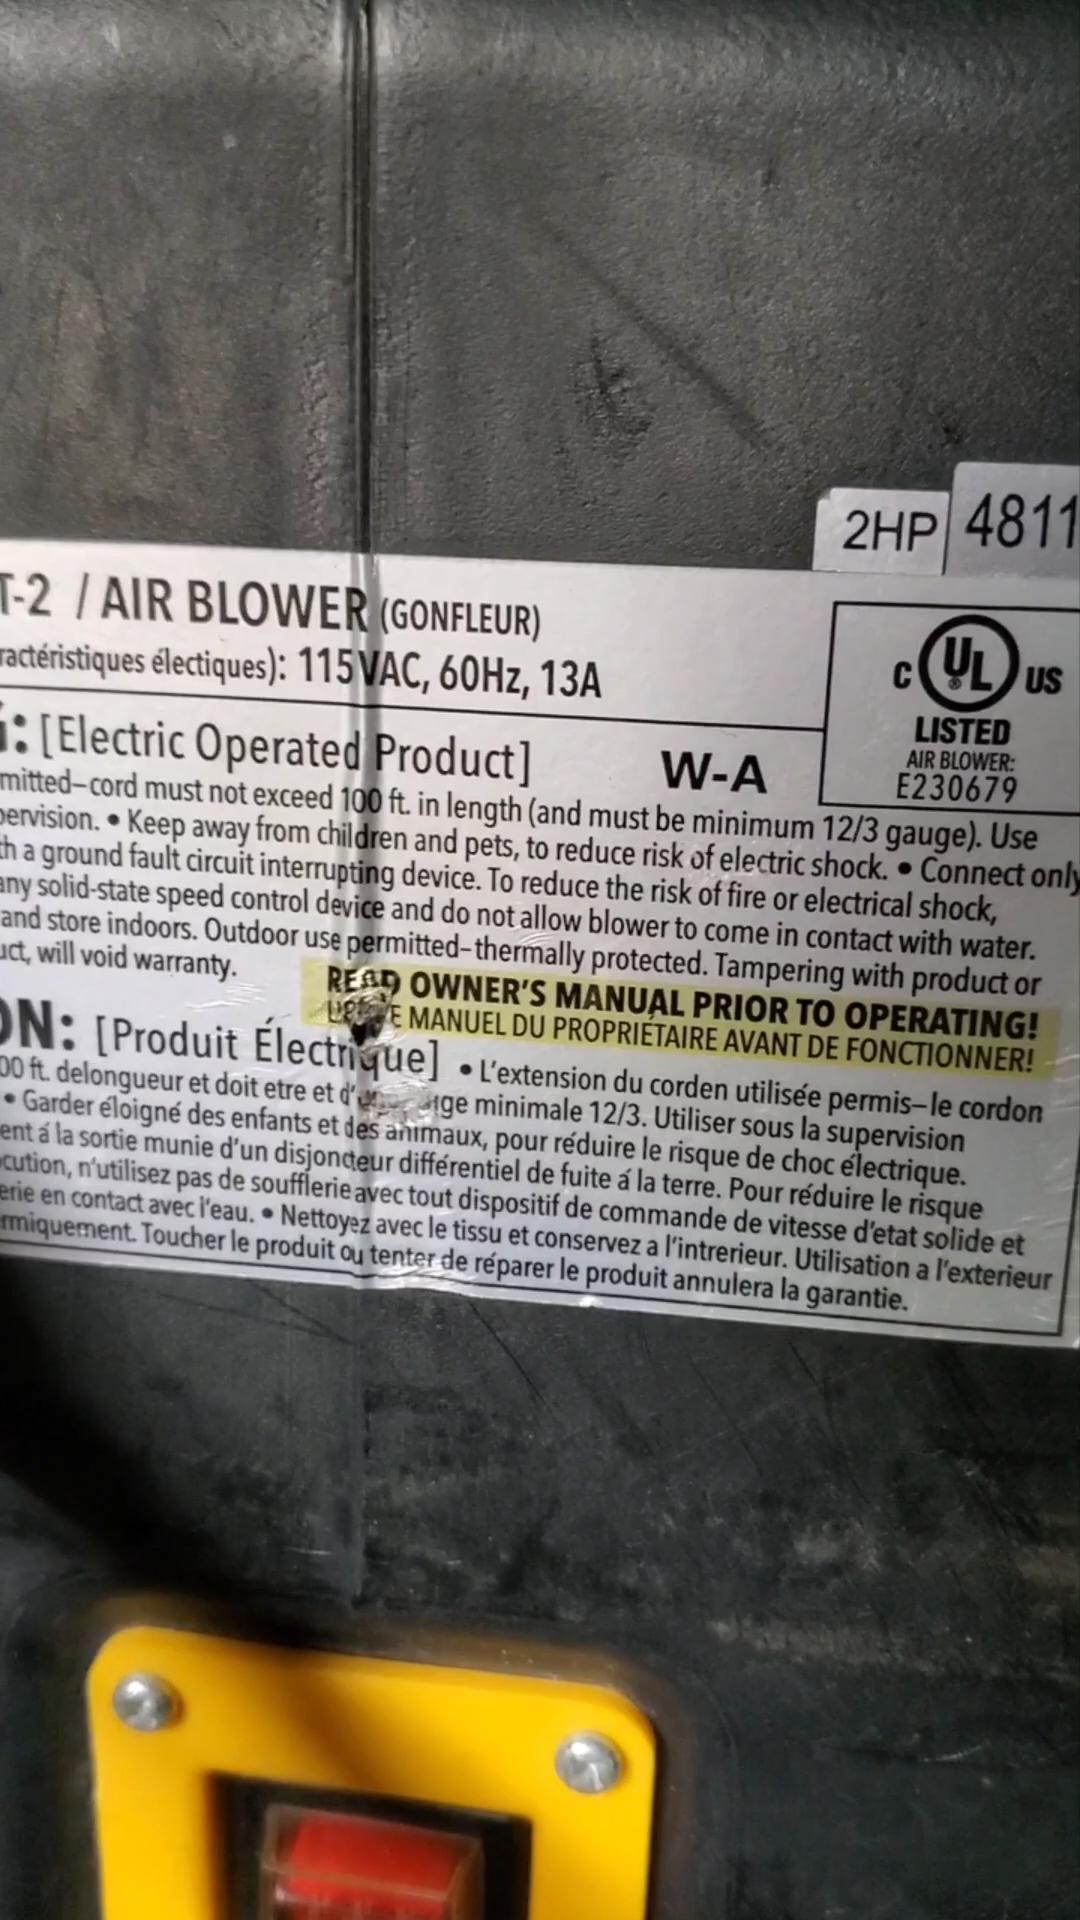 2HP 4811
T-2 / AIR BLOWER (GONFLEUR)
ractéristiques électiques): 115VAC, 60Hz, 13A
C UL US
LISTED
AIR BLOWER:
E230679
: [Electric Operated Product] W-A
mitted–cord must not exceed 100 ft. in length (and must be minimum 12/3 gauge). Use
pervision. • Keep away from children and pets, to reduce risk of electric shock. • Connect only
th a ground fault circuit interrupting device. To reduce the risk of fire or electrical shock,
any solid-state speed control device and do not allow blower to come in contact with water.
and store indoors. Outdoor use permitted–thermally protected. Tampering with product or
uct, will void warranty.
READ OWNER'S MANUAL PRIOR TO OPERATING!
E MANUEL DU PROPRIÉTAIRE AVANT DE FONCTIONNER!
ON: [Produit Électrique] • L'extension du corden utilisée permis–le cordon
00 ft. delongueur et doit etre et d' ge minimale 12/3. Utiliser sous la supervision
• Garder éloigné des enfants et des animaux, pour réduire le risque de choc électrique.
ent á la sortie munie d'un disjoncteur différentiel de fuite á la terre. Pour réduire le risque
cution, n'utilisez pas de soufflerie avec tout dispositif de commande de vitesse d'etat solide et
erie en contact avec l'eau. • Nettoyez avec le tissu et conservez a l'intrerieur. Utilisation a l'exterieur
rmiquement. Toucher le produit ou tenter de réparer le produit annulera la garantie.